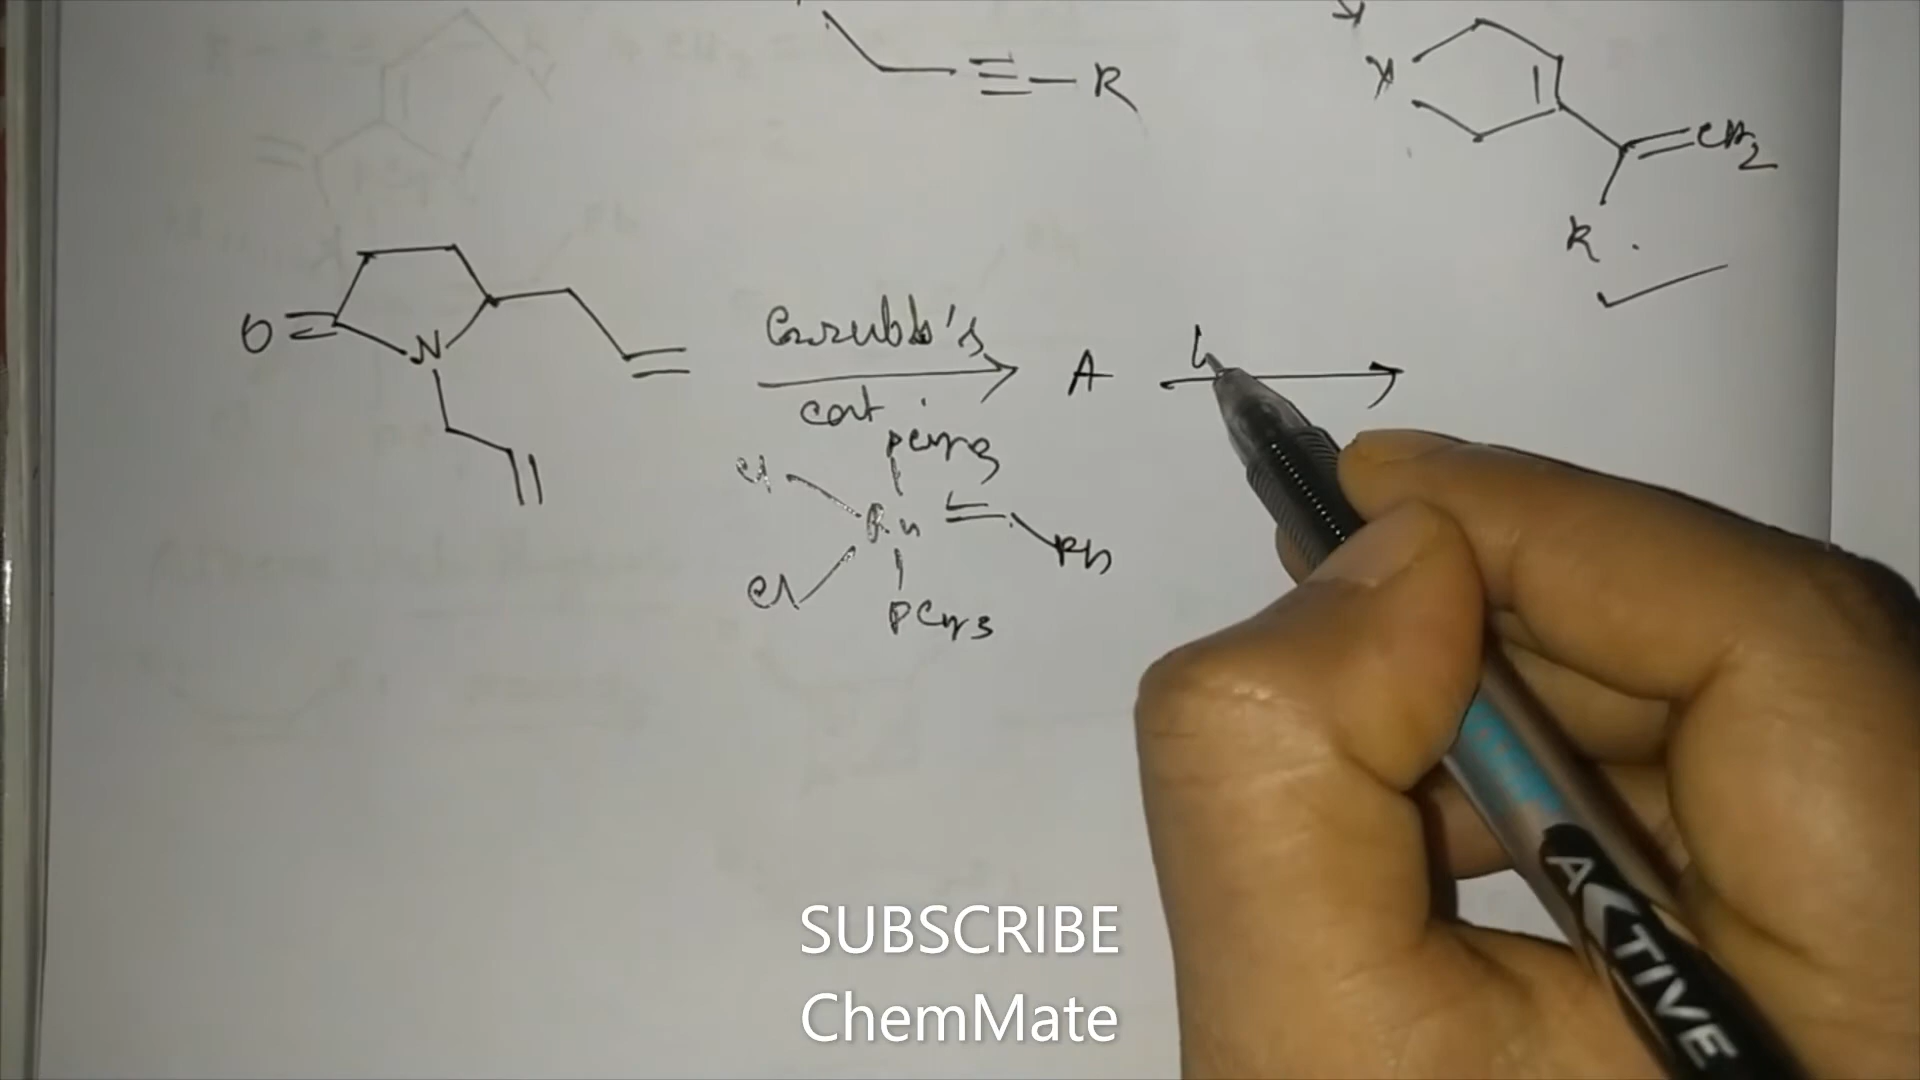 R
X
CH2
R
O
N
Grubb's
cat.
A
PCy3
Cl
Ru
Ph
Cl
PCy3
ACTIVE
SUBSCRIBE
ChemMate